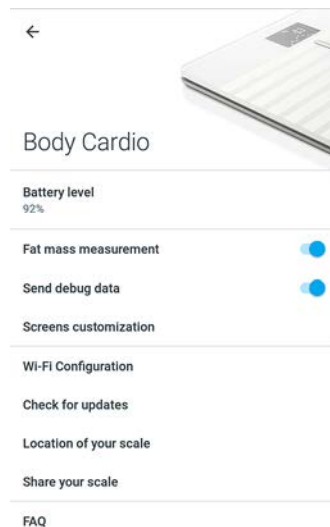 Body Cardio
Battery level
92%
Fat mass measurement
Send debug data
Screens customization
Wi-Fi Configuration
Check for updates
Location of your scale
Share your scale
FAQ